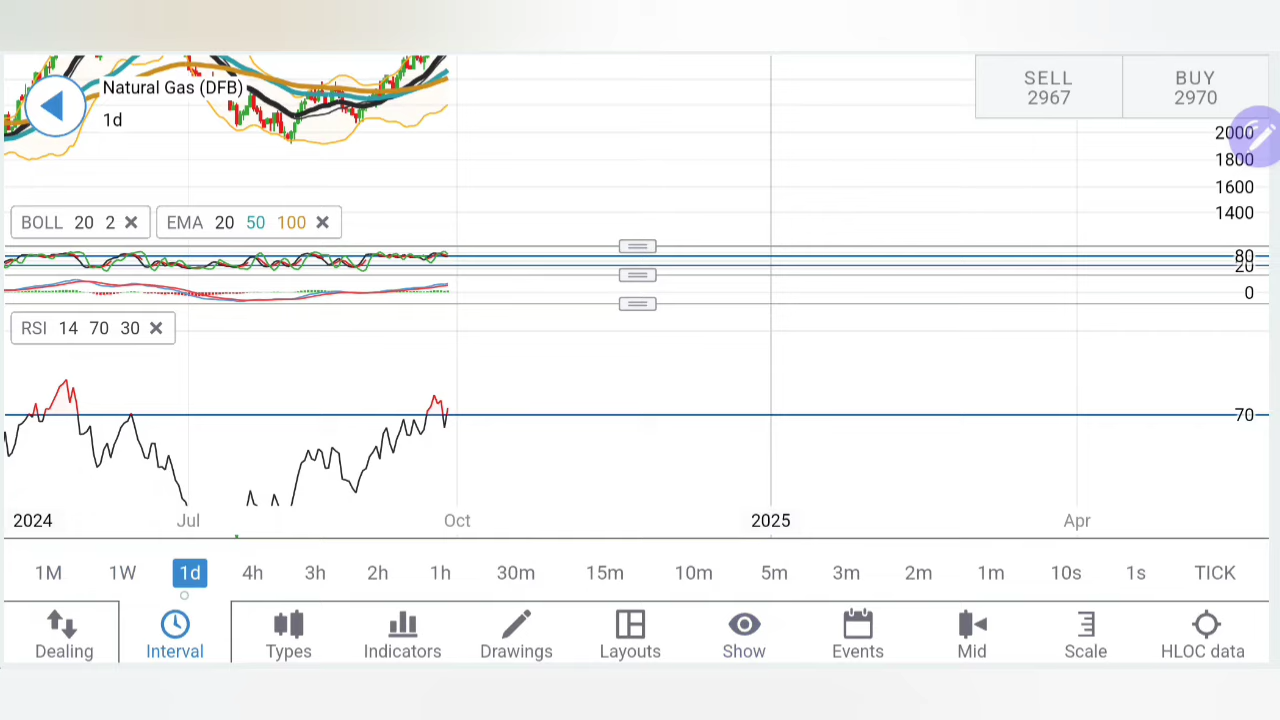 Natural Gas (DFB)
1d
SELL
2967
BUY
2970
2000
1800
1600
1400
BOLL 20 2
EMA 20 50 100
80
20
0
RSI 14 70 30
70
2024 Jul Oct 2025 Apr
1M 1W 1d 4h 3h 2h 1h 30m 15m 10m 5m 3m 2m 1m 10s 1s TICK
Dealing Interval Types Indicators Drawings Layouts Show Events Mid Scale HLOC data